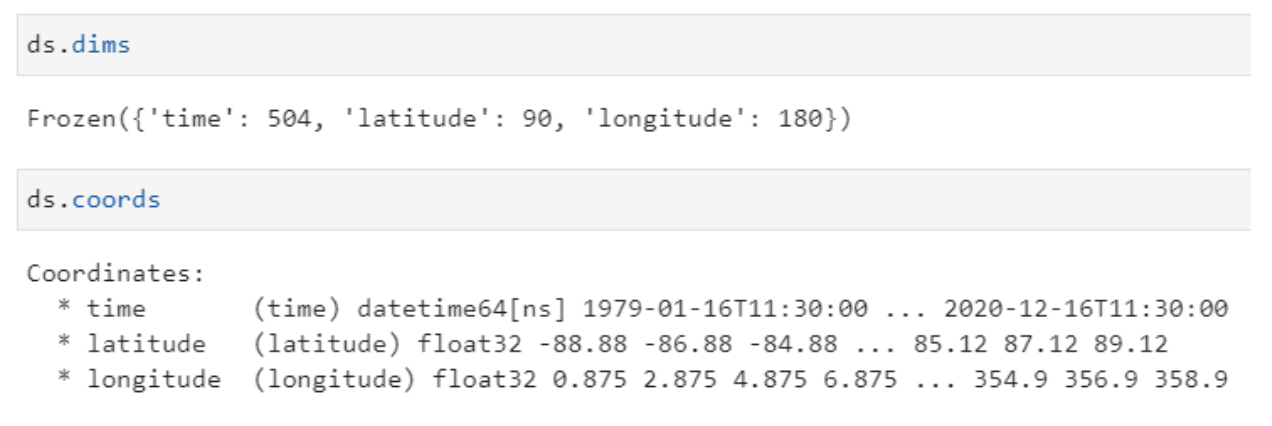 ds.dims
Frozen({'time': 504, 'latitude': 90, 'longitude': 180})
ds.coords
Coordinates:
  * time       (time) datetime64[ns] 1979-01-16T11:30:00 ... 2020-12-16T11:30:00
  * latitude   (latitude) float32 -88.88 -86.88 -84.88 ... 85.12 87.12 89.12
  * longitude  (longitude) float32 0.875 2.875 4.875 6.875 ... 354.9 356.9 358.9